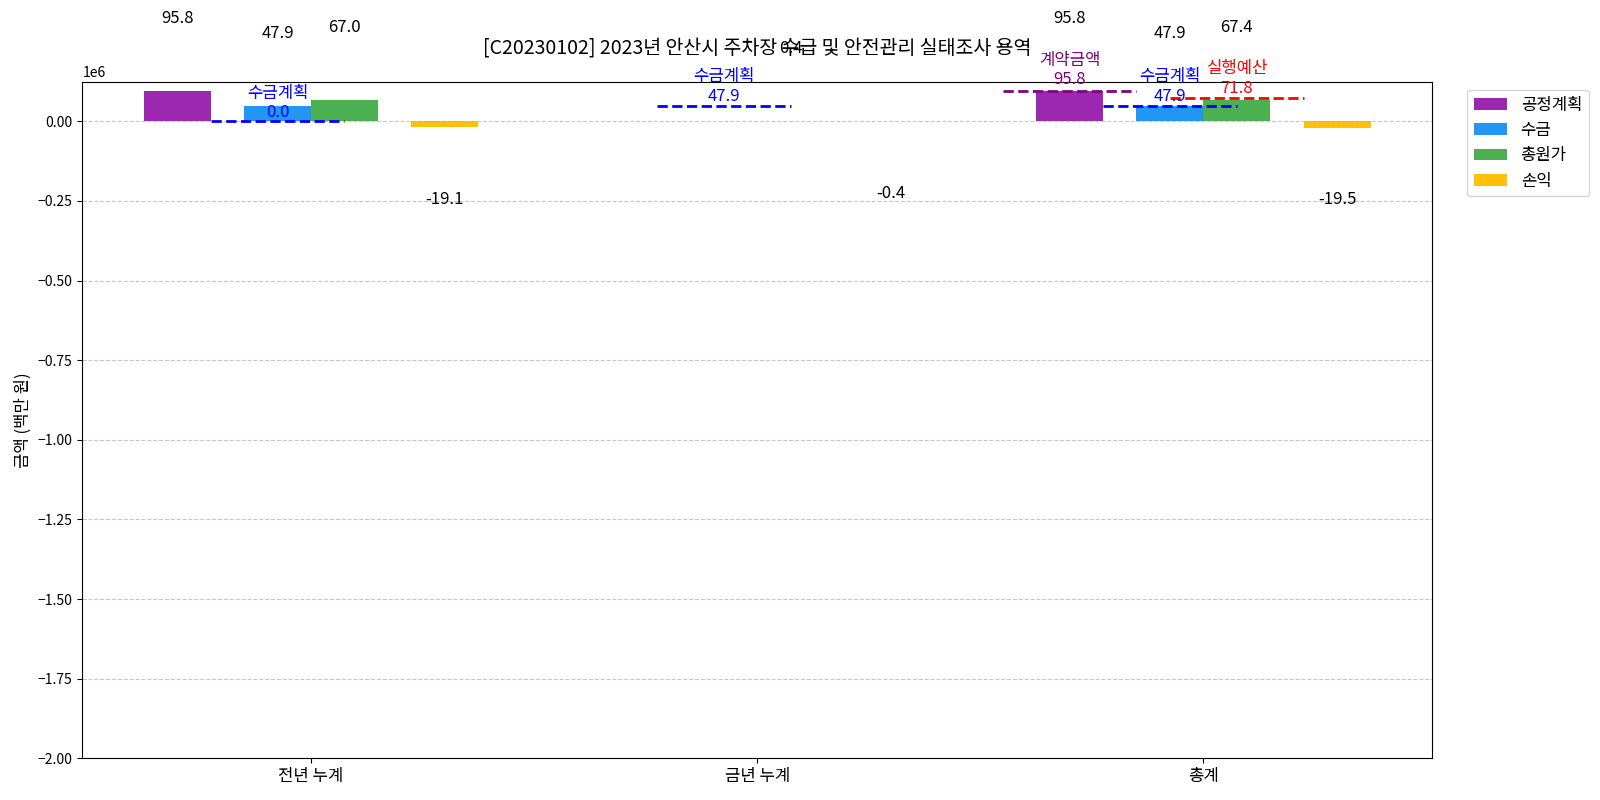 95.8
47.9
67.0
0.4
95.8
47.9
67.4
[C20230102] 2023년 안산시 주차장 수급 및 안전관리 실태조사 용역
1e6
수금계획
0.0
수금계획
47.9
계약금액
95.8
수금계획
47.9
실행예산
71.8
공정계획
수금
총원가
손익
-19.1
-0.4
-19.5
0.00
−0.25
−0.50
−0.75
−1.00
−1.25
−1.50
−1.75
−2.00
금액 (백만 원)
전년 누계
금년 누계
총계